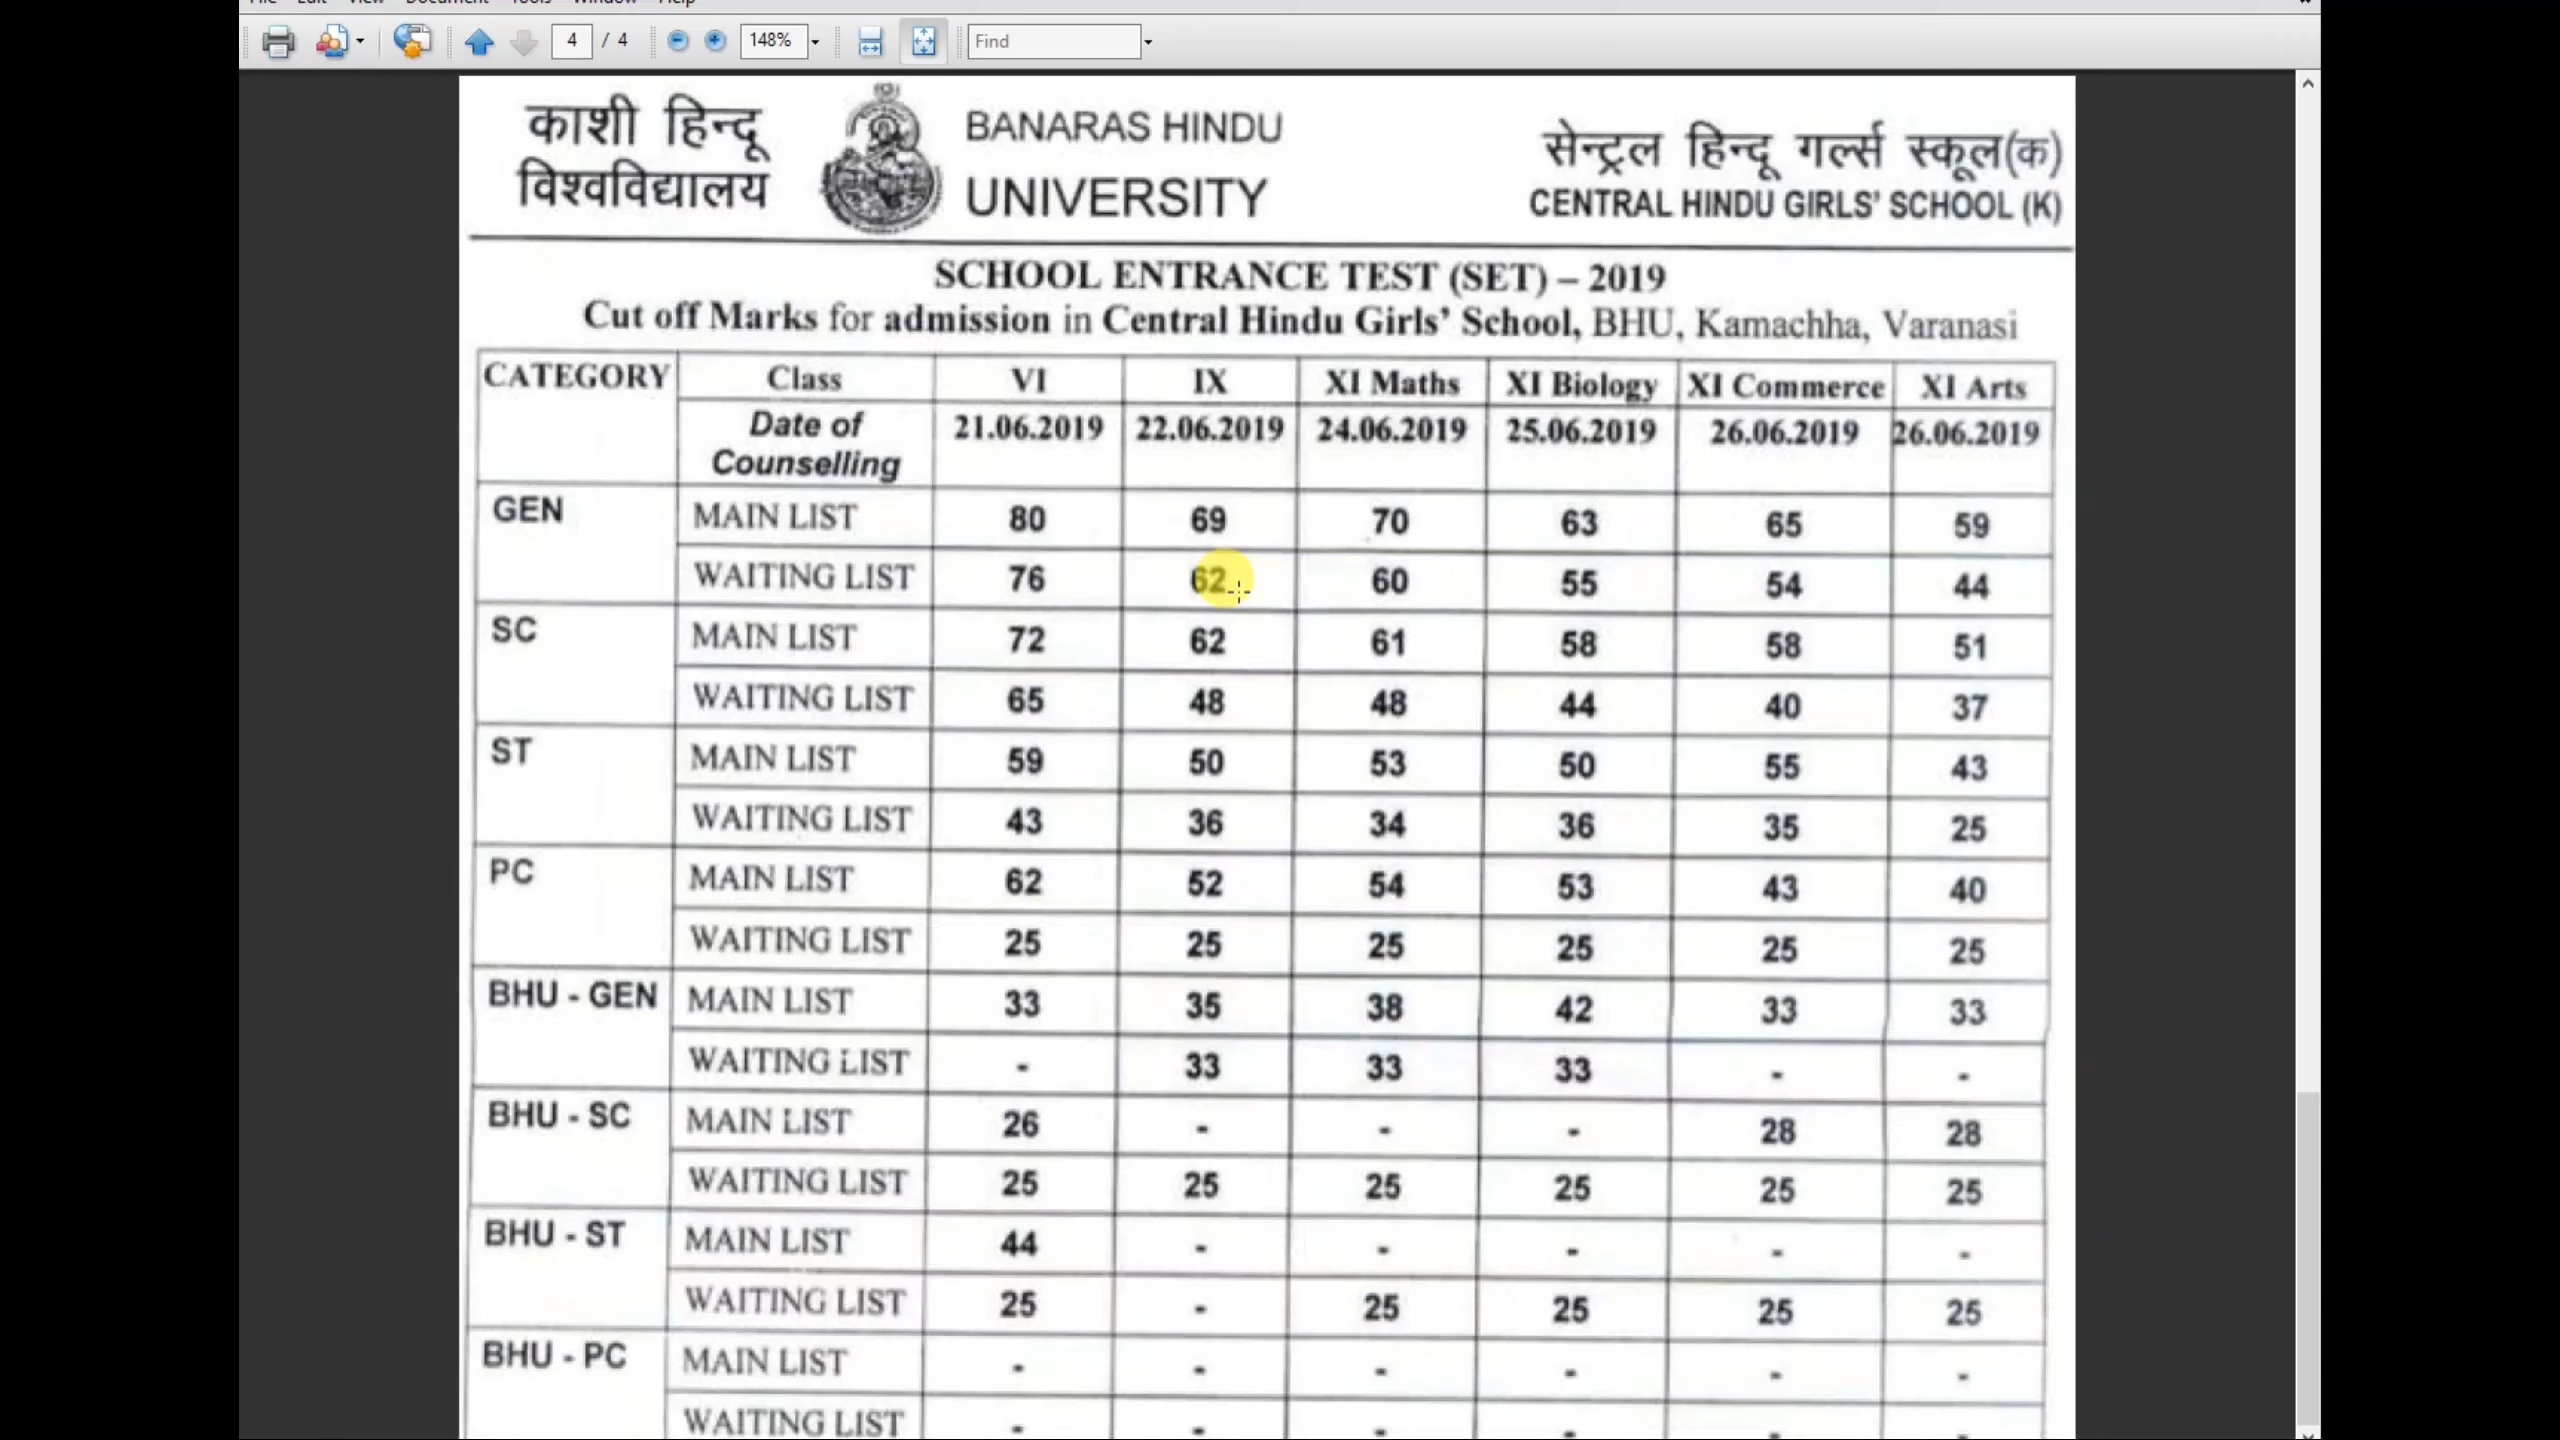 File Edit View Document Tools Window Help
4 / 4 148% Find
काशी हिन्दू
विश्वविद्यालय
BANARAS HINDU
UNIVERSITY
सेन्ट्रल हिन्दू गर्ल्स स्कूल(क)
CENTRAL HINDU GIRLS' SCHOOL (K)
SCHOOL ENTRANCE TEST (SET) – 2019
Cut off Marks for admission in Central Hindu Girls' School, BHU, Kamachha, Varanasi
CATEGORY Class VI IX XI Maths XI Biology XI Commerce XI Arts
Date of Counselling 21.06.2019 22.06.2019 24.06.2019 25.06.2019 26.06.2019 26.06.2019
GEN MAIN LIST 80 69 70 63 65 59
WAITING LIST 76 62 60 55 54 44
SC MAIN LIST 72 62 61 58 58 51
WAITING LIST 65 48 48 44 40 37
ST MAIN LIST 59 50 53 50 55 43
WAITING LIST 43 36 34 36 35 25
PC MAIN LIST 62 52 54 53 43 40
WAITING LIST 25 25 25 25 25 25
BHU - GEN MAIN LIST 33 35 38 42 33 33
WAITING LIST - 33 33 33 - -
BHU - SC MAIN LIST 26 - - - 28 28
WAITING LIST 25 25 25 25 25 25
BHU - ST MAIN LIST 44 - - - - -
WAITING LIST 25 - 25 25 25 25
BHU - PC MAIN LIST - - - - - -
WAITING LIST - - - - - -